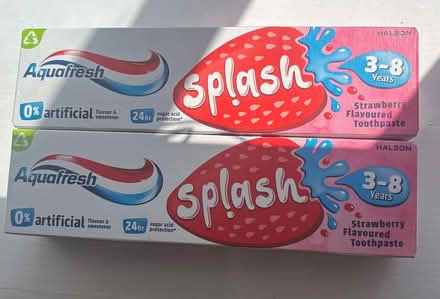 HALEON
Aquafresh
splash
3-8
Years
0% artificial flavour & sweetener
24Hr sugar acid protection*
Strawberry
Flavoured
Toothpaste
HALEON
Aquafresh
splash
3-8
Years
0% artificial flavour & sweetener
24Hr sugar acid protection*
Strawberry
Flavoured
Toothpaste